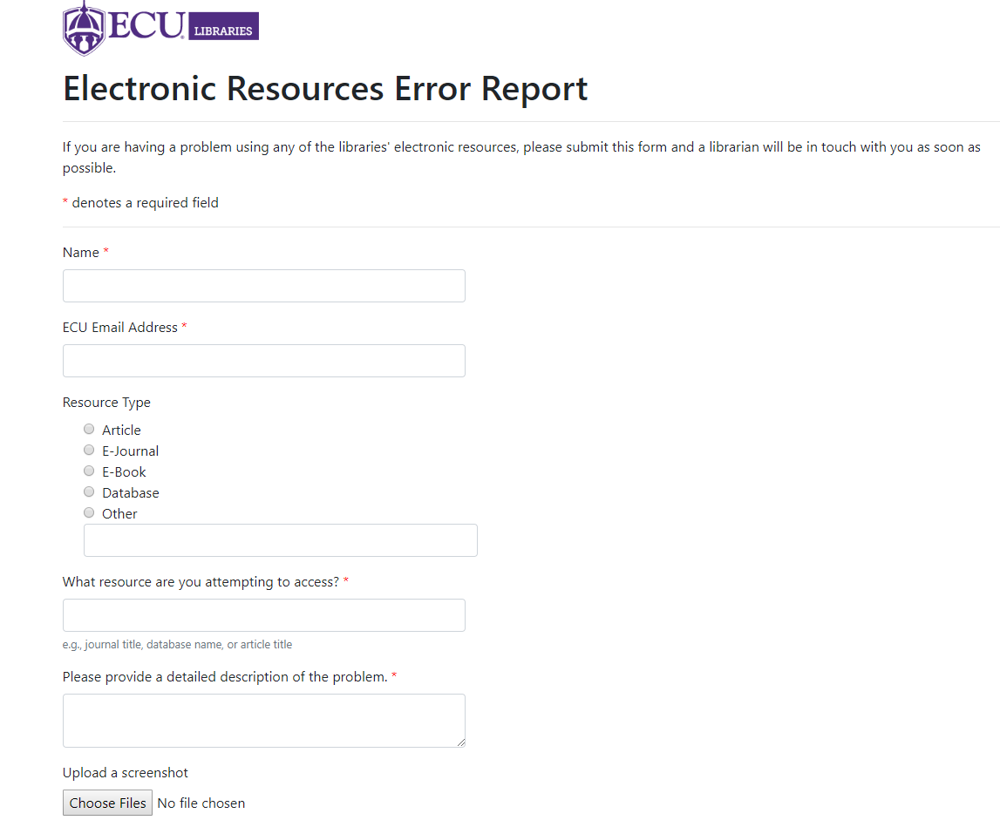 ECU LIBRARIES
Electronic Resources Error Report
If you are having a problem using any of the libraries' electronic resources, please submit this form and a librarian will be in touch with you as soon as
possible.
* denotes a required field
Name *
ECU Email Address *
Resource Type
Article
E-Journal
E-Book
Database
Other
What resource are you attempting to access? *
e.g., journal title, database name, or article title
Please provide a detailed description of the problem. *
Upload a screenshot
Choose Files No file chosen